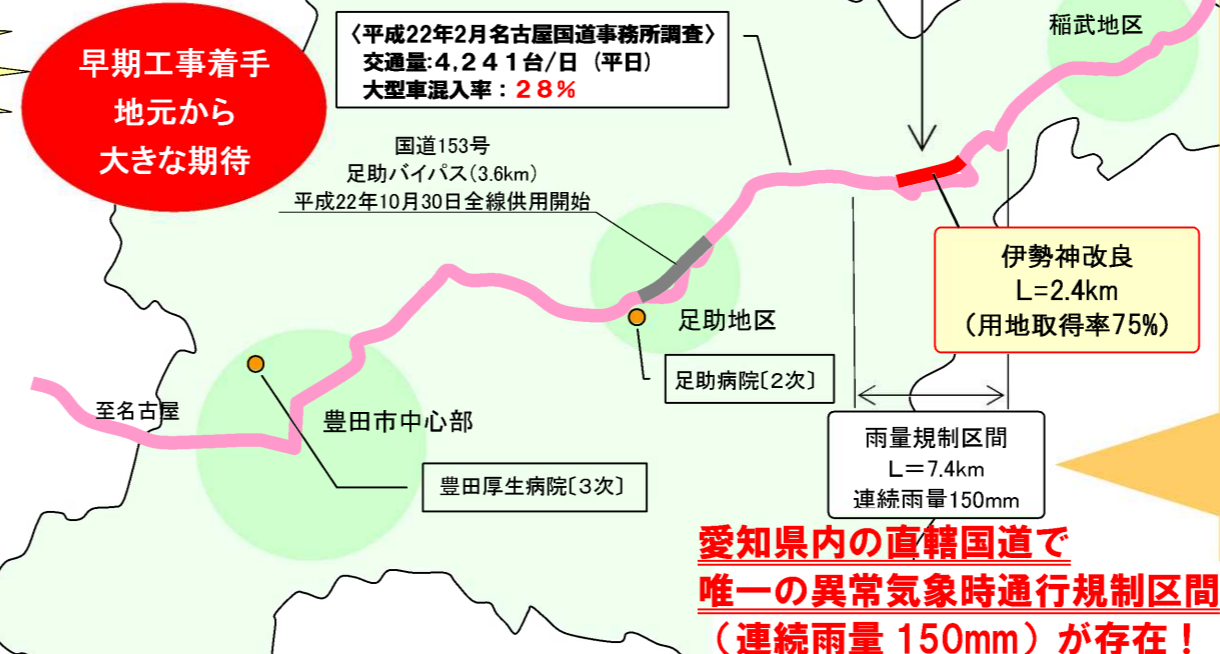 早期工事着手
地元から
大きな期待
〈平成22年2月名古屋国道事務所調査〉
交通量:4,241台/日 (平日)
大型車混入率：28%
稲武地区
国道153号
足助バイパス(3.6km)
平成22年10月30日全線供用開始
伊勢神改良
L=2.4km
(用地取得率75%)
足助地区
足助病院〔2次〕
至名古屋
豊田市中心部
豊田厚生病院〔3次〕
雨量規制区間
L=7.4km
連続雨量150mm
愛知県内の直轄国道で
唯一の異常気象時通行規制区間
（連続雨量 150mm）が存在！